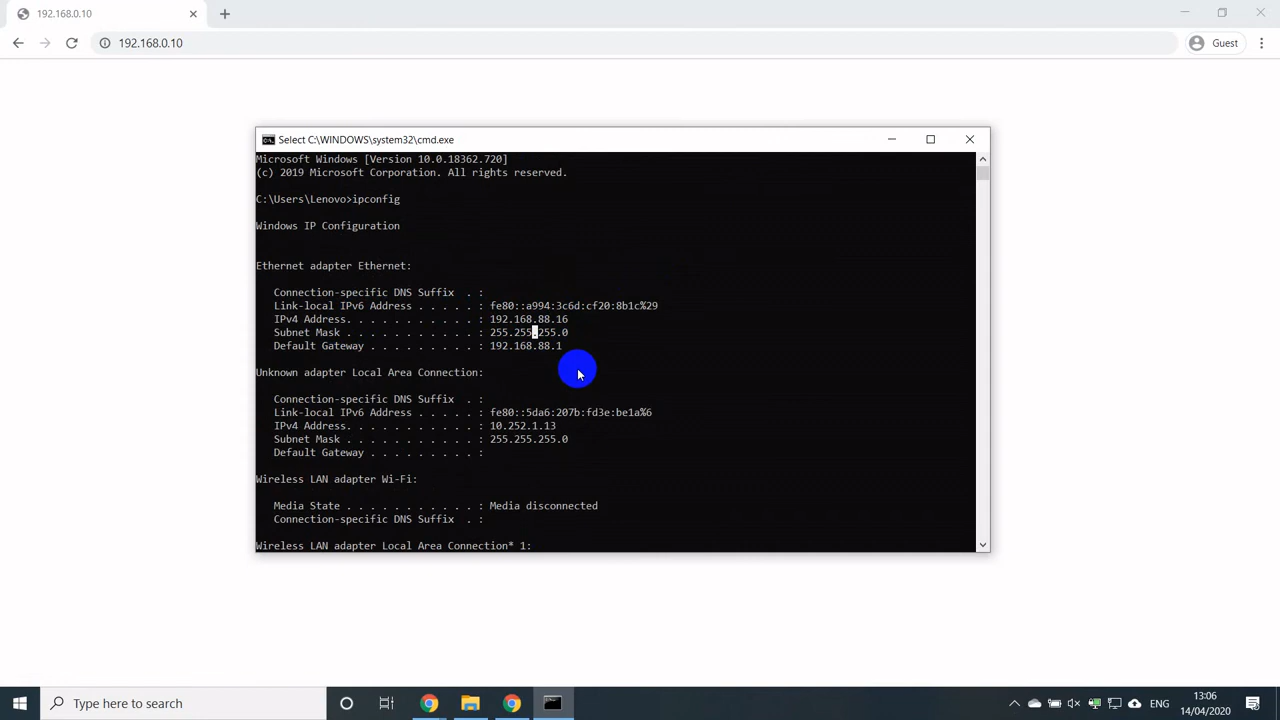 192.168.0.10
192.168.0.10
Guest
Select C:\WINDOWS\system32\cmd.exe
Microsoft Windows [Version 10.0.18362.720]
(c) 2019 Microsoft Corporation. All rights reserved.
C:\Users\Lenovo>ipconfig
Windows IP Configuration
Ethernet adapter Ethernet:
Connection-specific DNS Suffix . :
Link-local IPv6 Address . . . . . : fe80::a994:3c6d:cf20:8b1c%29
IPv4 Address. . . . . . . . . . . : 192.168.88.16
Subnet Mask . . . . . . . . . . . : 255.255.255.0
Default Gateway . . . . . . . . . : 192.168.88.1
Unknown adapter Local Area Connection:
Connection-specific DNS Suffix . :
Link-local IPv6 Address . . . . . : fe80::5da6:207b:fd3e:be1a%6
IPv4 Address. . . . . . . . . . . : 10.252.1.13
Subnet Mask . . . . . . . . . . . : 255.255.255.0
Default Gateway . . . . . . . . . :
Wireless LAN adapter Wi-Fi:
Media State . . . . . . . . . . . : Media disconnected
Connection-specific DNS Suffix . :
Wireless LAN adapter Local Area Connection* 1:
Type here to search
ENG
13:06
14/04/2020